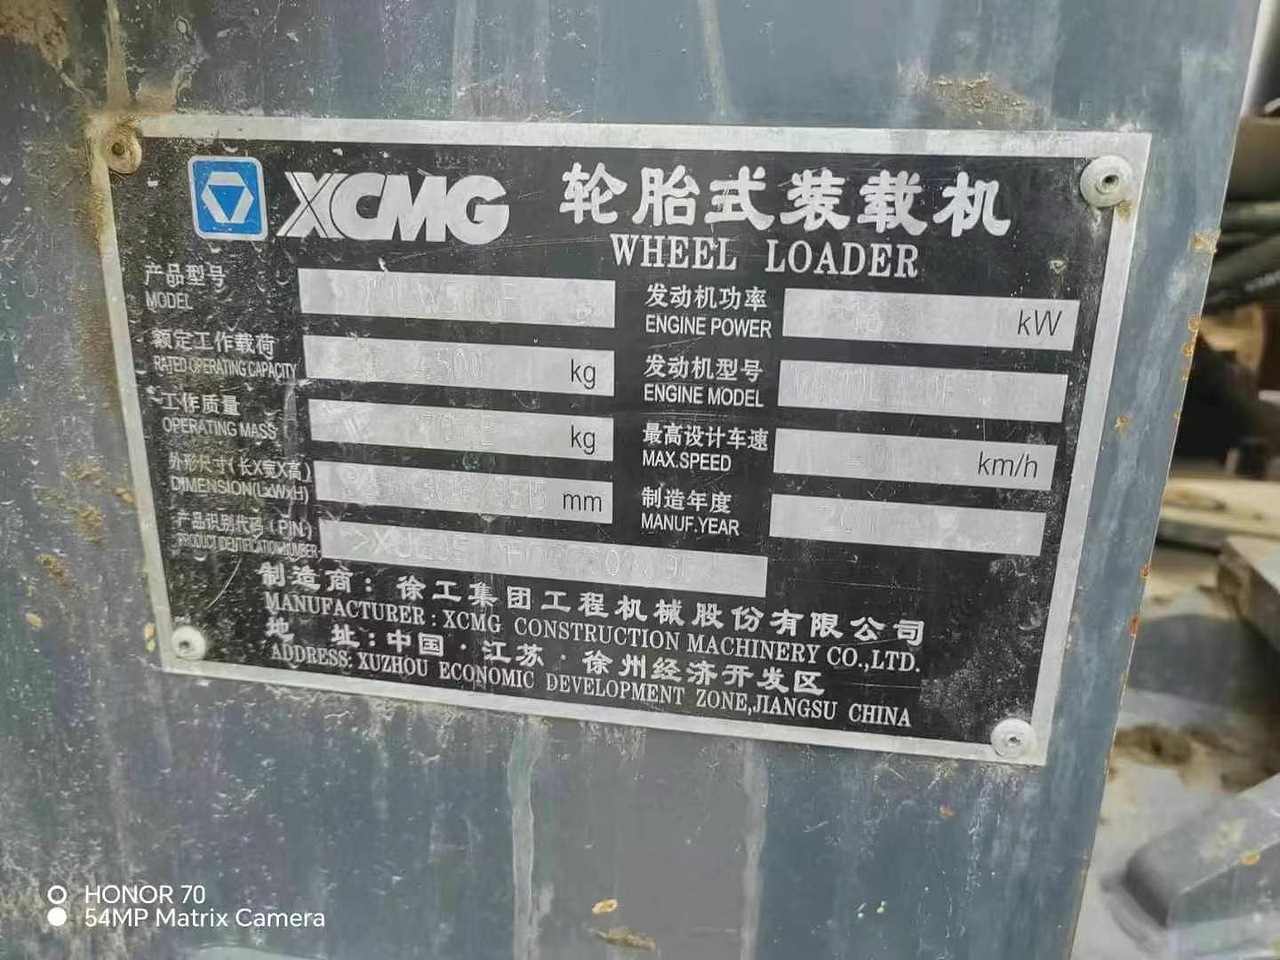 XCMG
轮胎式装载机
WHEEL LOADER
产品型号
MODEL
发动机功率
ENGINE POWER
kW
额定工作载荷
RATED OPERATING CAPACITY
kg
发动机型号
ENGINE MODEL
工作质量
OPERATING MASS
kg
最高设计车速
MAX.SPEED
km/h
外形尺寸(长X宽X高)
DIMENSION(LxWxH)
mm
制造年度
MANUF.YEAR
产品识别代码(PIN)
PRODUCT IDENTIFICATION NUMBER
制造商:徐工集团工程机械股份有限公司
MANUFACTURER: XCMG CONSTRUCTION MACHINERY CO.,LTD.
地 址:中国·江苏·徐州经济开发区
ADDRESS: XUZHOU ECONOMIC DEVELOPMENT ZONE,JIANGSU CHINA
HONOR 70
54MP Matrix Camera